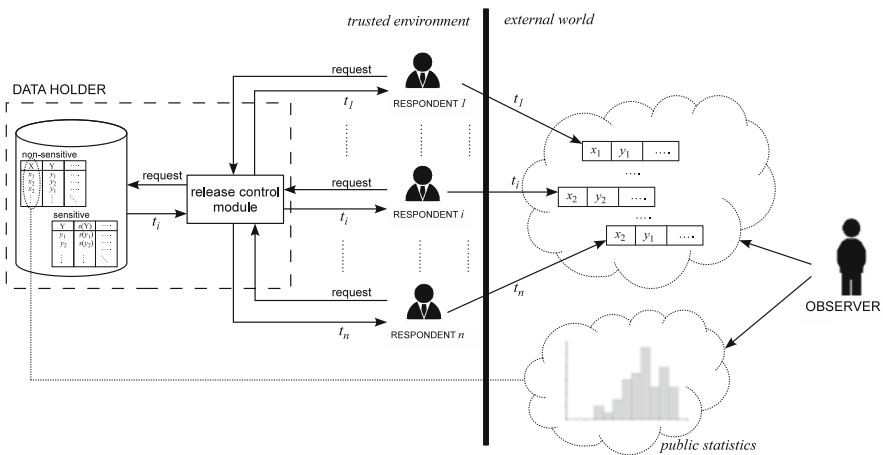 trusted environment
external world
DATA HOLDER
non-sensitive
X Y ....
x1 y1 ....
x2 y2 ....
x2 y1 ....
sensitive
Y s(Y) ....
y1 s(y1) ....
y2 s(y2) ....
request
ti
release control
module
request
t1
RESPONDENT 1
request
ti
RESPONDENT i
request
tn
RESPONDENT n
t1
x1 y1 ....
....
ti
x2 y2 ....
....
x2 y1 ....
tn
OBSERVER
public statistics